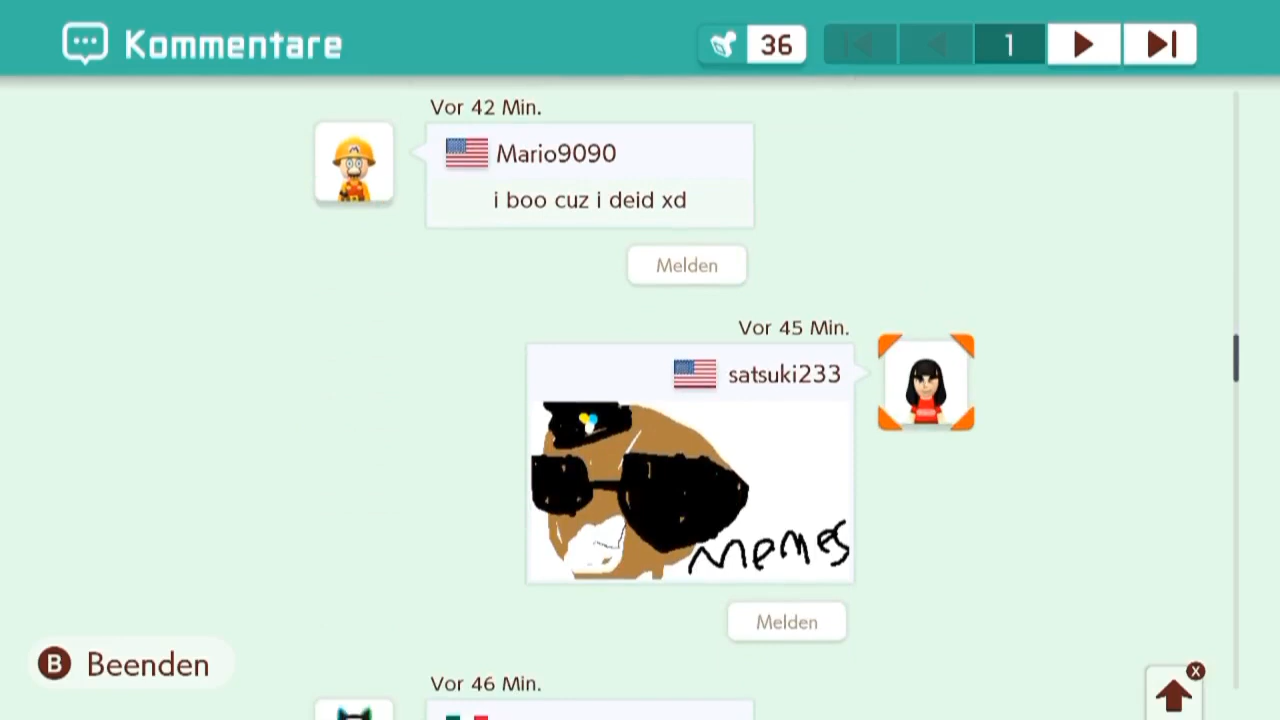 Kommentare
36
1
Vor 42 Min.
Mario9090
i boo cuz i deid xd
Melden
Vor 45 Min.
satsuki233
MEMES
Melden
B Beenden
Vor 46 Min.
X